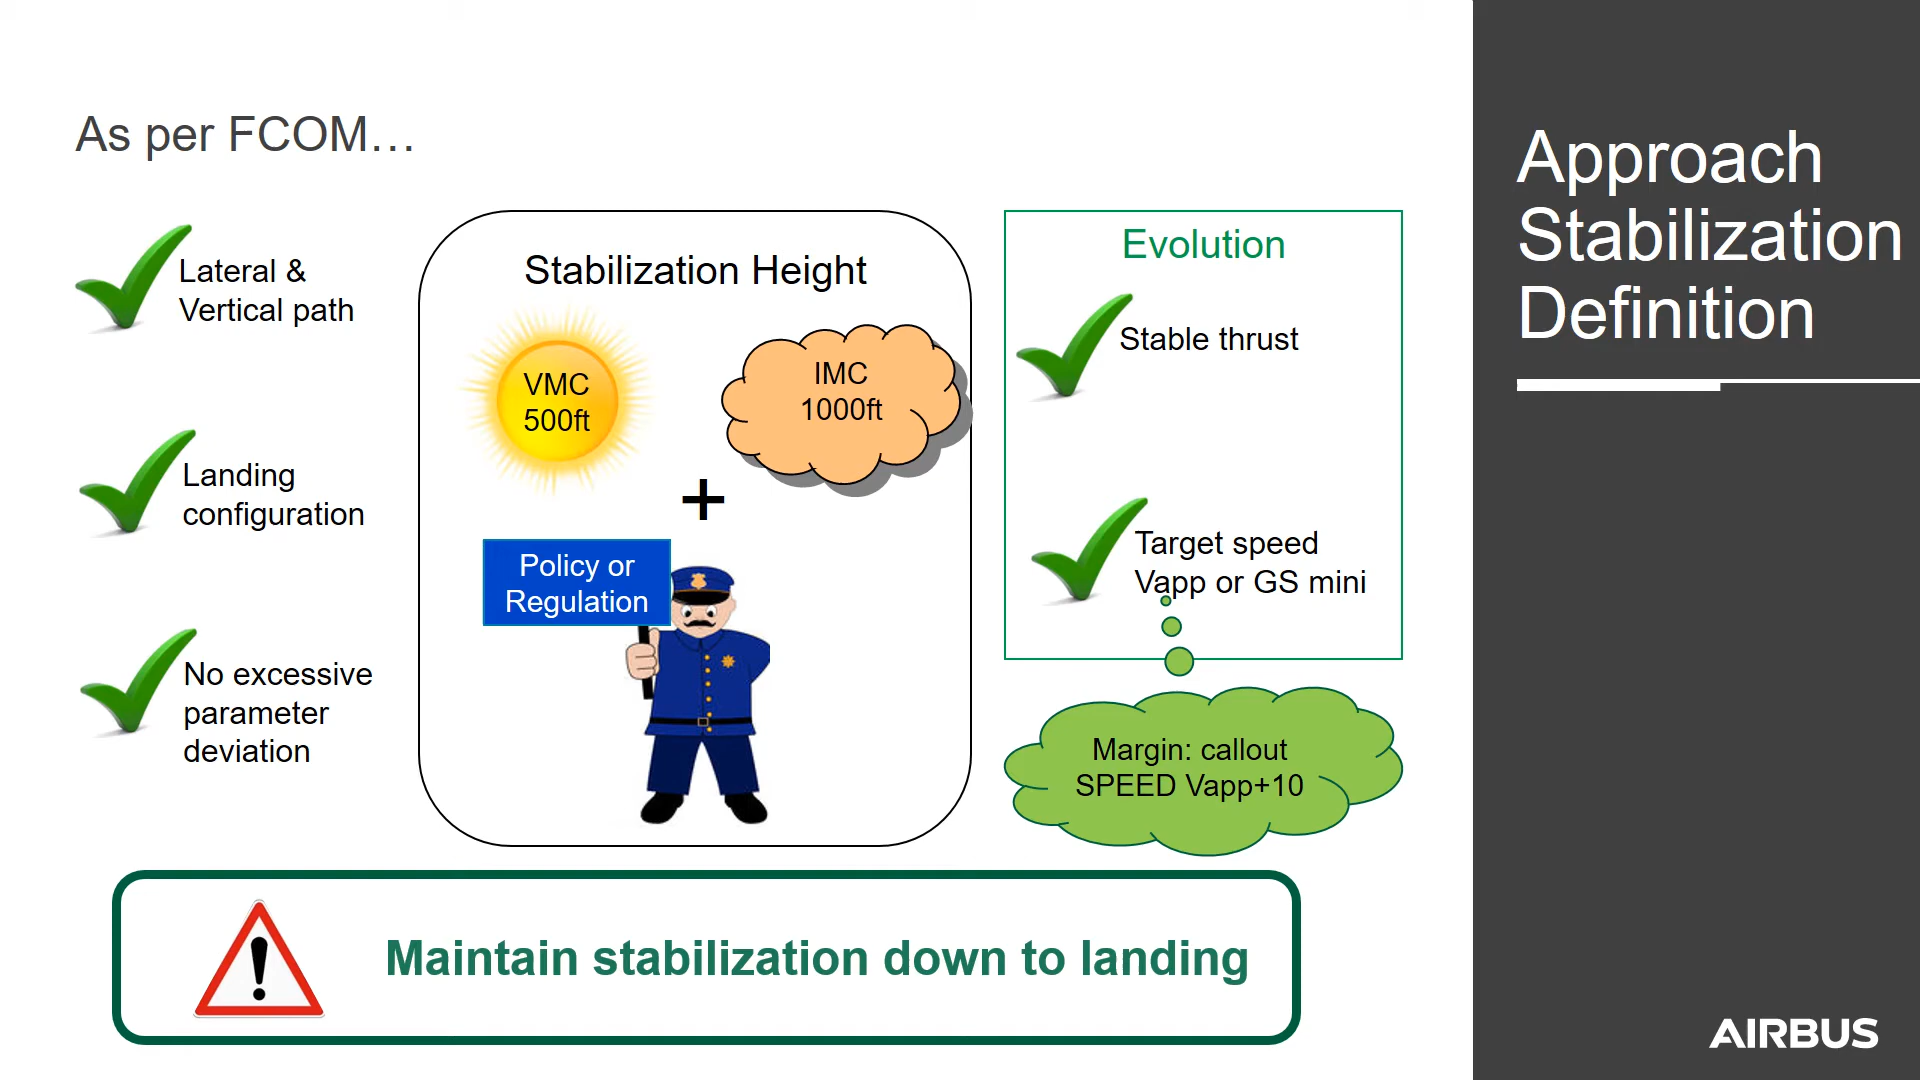 As per FCOM…
Lateral &
Vertical path
Landing
configuration
No excessive
parameter
deviation
Stabilization Height
VMC
500ft
IMC
1000ft
+
Policy or
Regulation
Evolution
Stable thrust
Target speed
Vapp or GS mini
Margin: callout
SPEED Vapp+10
Maintain stabilization down to landing
Approach
Stabilization
Definition
AIRBUS